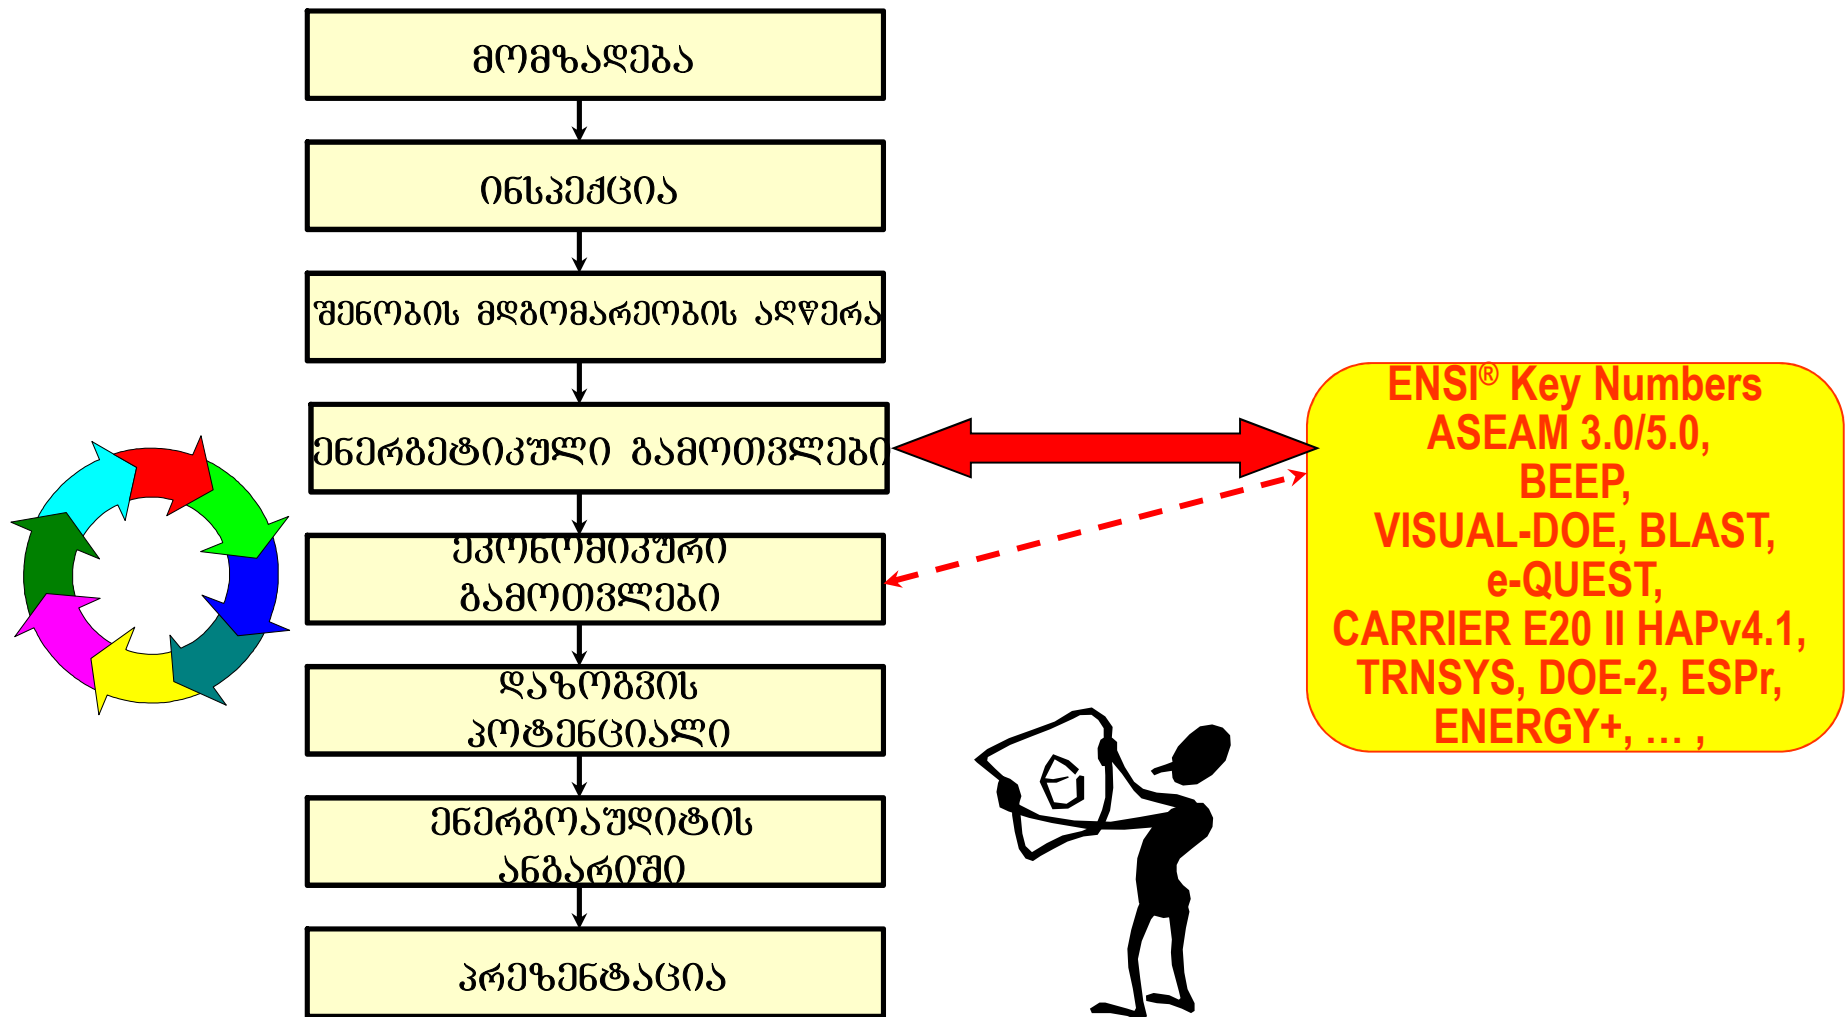 მომზადება
ინსპექცია
შენობის მდგომარეობის აღწერა
ენერგეტიკული გამოთვლები
ეკონომიკური
გამოთვლები
დაზოგვის
პოტენციალი
ენერგოაუდიტის
ანგარიში
პრეზენტაცია
ENSI® Key Numbers
ASEAM 3.0/5.0,
BEEP,
VISUAL-DOE, BLAST,
e-QUEST,
CARRIER E20 II HAPv4.1,
TRNSYS, DOE-2, ESPr,
ENERGY+, ... ,